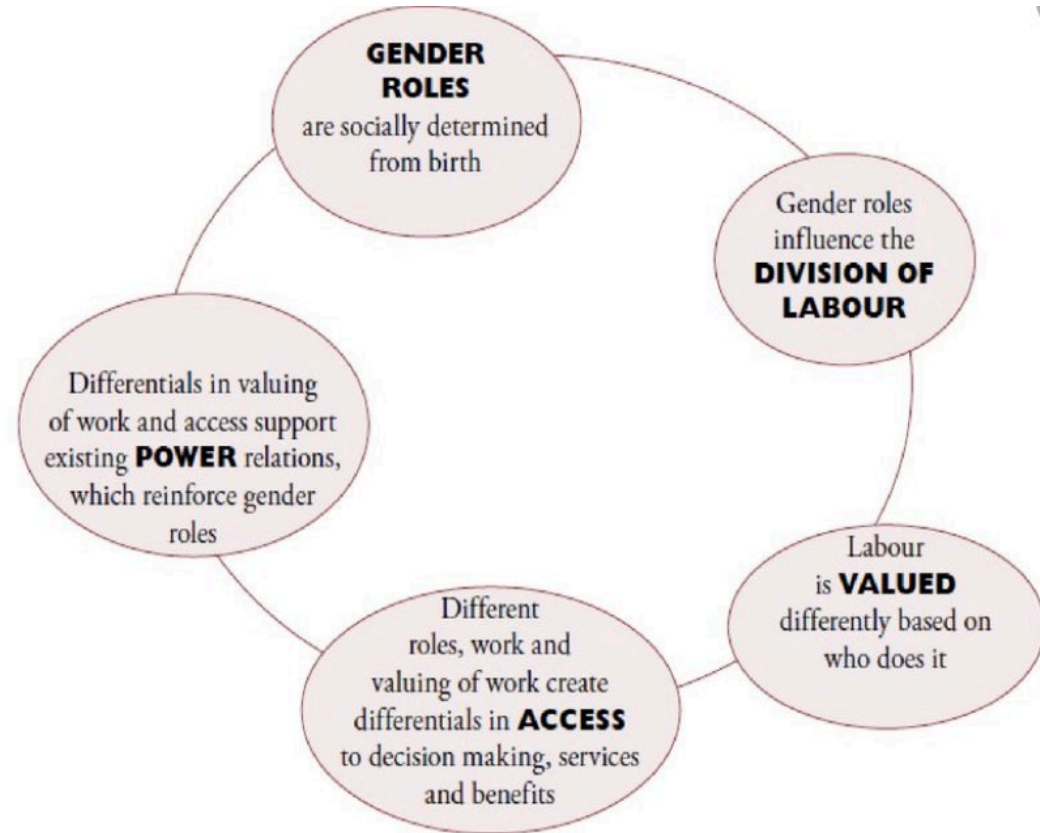 GENDER
ROLES
are socially determined
from birth
Gender roles
influence the
DIVISION OF
LABOUR
Labour
is VALUED
differently based on
who does it
Different
roles, work and
valuing of work create
differentials in ACCESS
to decision making, services
and benefits
Differentials in valuing
of work and access support
existing POWER relations,
which reinforce gender
roles